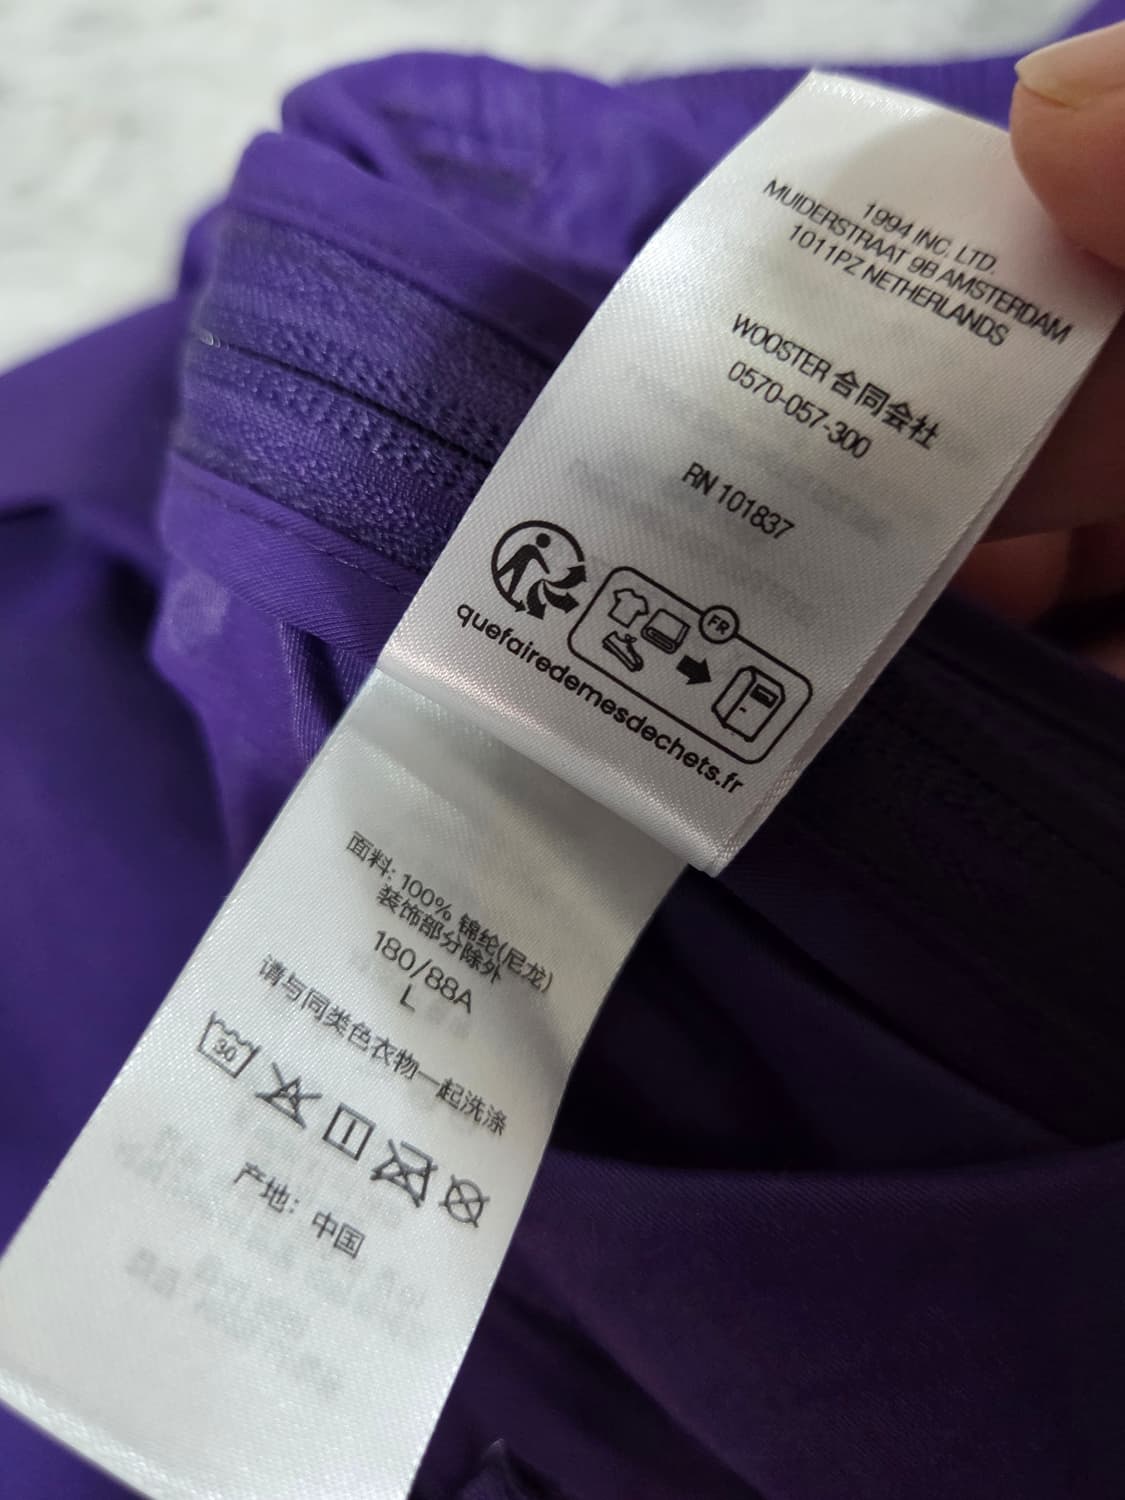 1994 INC. LTD.
MUIDERSTRAAT 9B AMSTERDAM
1011PZ NETHERLANDS
WOOSTER 合同会社
0570-057-300
RN 101837
FR
quefairedemesdechets.fr
面料: 100% 锦纶(尼龙)
装饰部分除外
180/88A
L
请与同类色衣物一起洗涤
30
产地: 中国